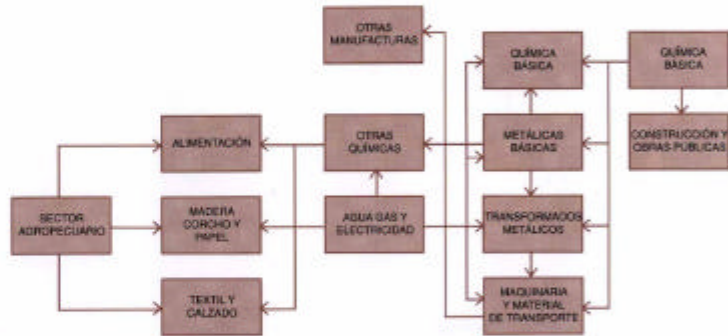 OTRAS
MANUFACTURAS
QUÍMICA
BÁSICA
QUÍMICA
BÁSICA
ALIMENTACIÓN
OTRAS
QUÍMICAS
METÁLICAS
BÁSICAS
CONSTRUCCIÓN Y
OBRAS PÚBLICAS
SECTOR
AGROPECUARIO
MADERA
CORCHO Y
PAPEL
AGUA GAS Y
ELECTRICIDAD
TRANSFORMADOS
METÁLICOS
TEXTIL Y
CALZADO
MAQUINARIA
Y MATERIAL
DE TRANSPORTE